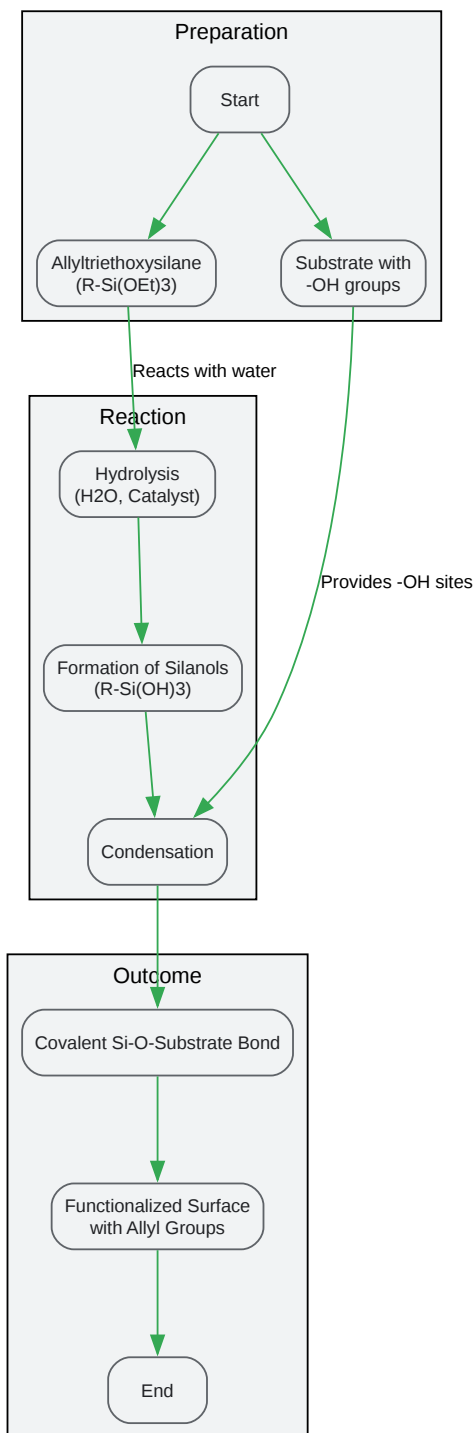 Preparation
Start
Allyltriethoxysilane
(R-Si(OEt)3)
Substrate with
-OH groups
Reacts with water
Reaction
Hydrolysis
(H2O, Catalyst)
Provides -OH sites
Formation of Silanols
(R-Si(OH)3)
Condensation
Outcome
Covalent Si-O-Substrate Bond
Functionalized Surface
with Allyl Groups
End